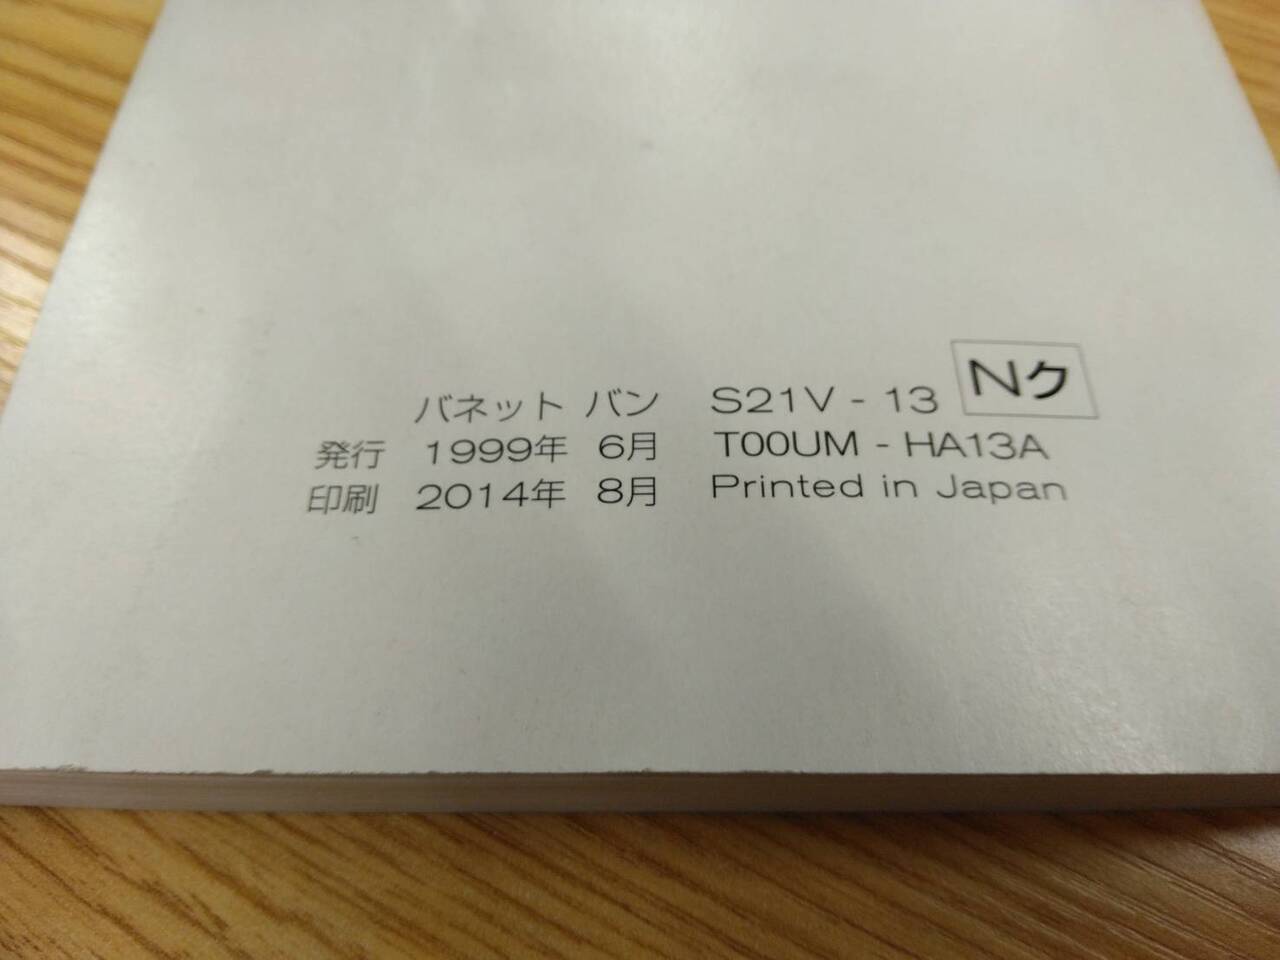 バネット バン S21V - 13 Nク
発行 1999年 6月 T00UM - HA13A
印刷 2014年 8月 Printed in Japan